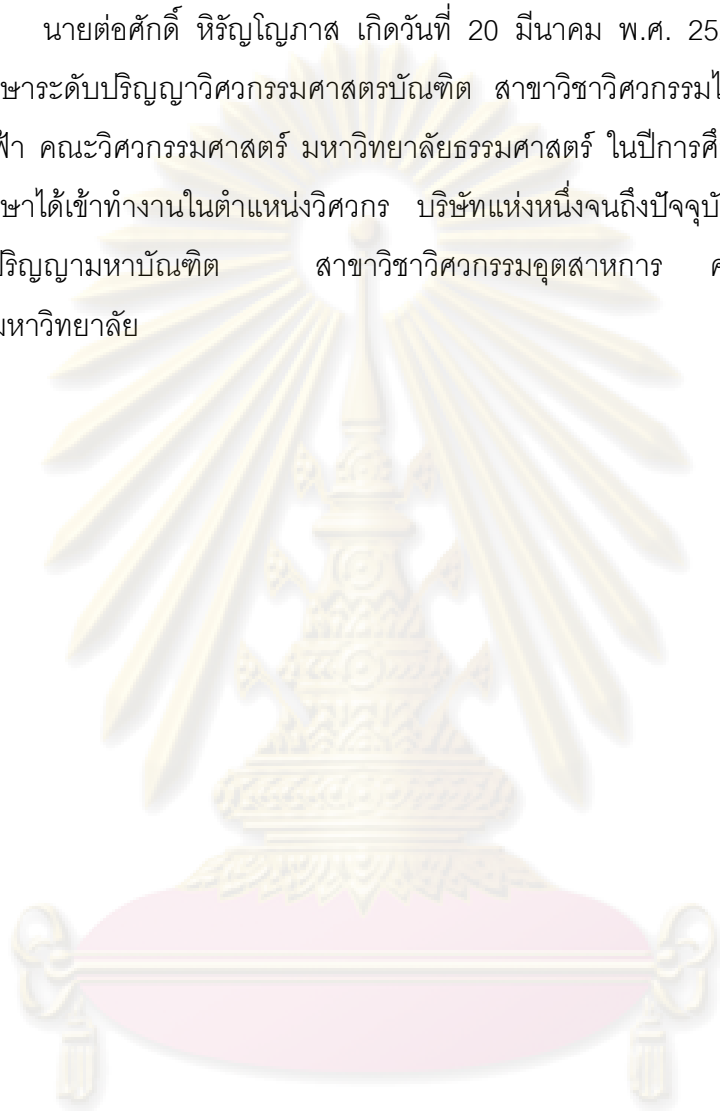 นายต่อศักดิ์ หิรัญโญภาส เกิดวันที่ 20 มีนาคม พ.ศ. 25
ษาระดับปริญญาวิศวกรรมศาสตรบัณฑิต สาขาวิชาวิศวกรรมไ
ฟ้า คณะวิศวกรรมศาสตร์ มหาวิทยาลัยธรรมศาสตร์ ในปีการศึ
ษาได้เข้าทำงานในตำแหน่งวิศวกร บริษัทแห่งหนึ่งจนถึงปัจจุบั
ปริญญามหาบัณฑิต สาขาวิชาวิศวกรรมอุตสาหการ ค
มหาวิทยาลัย